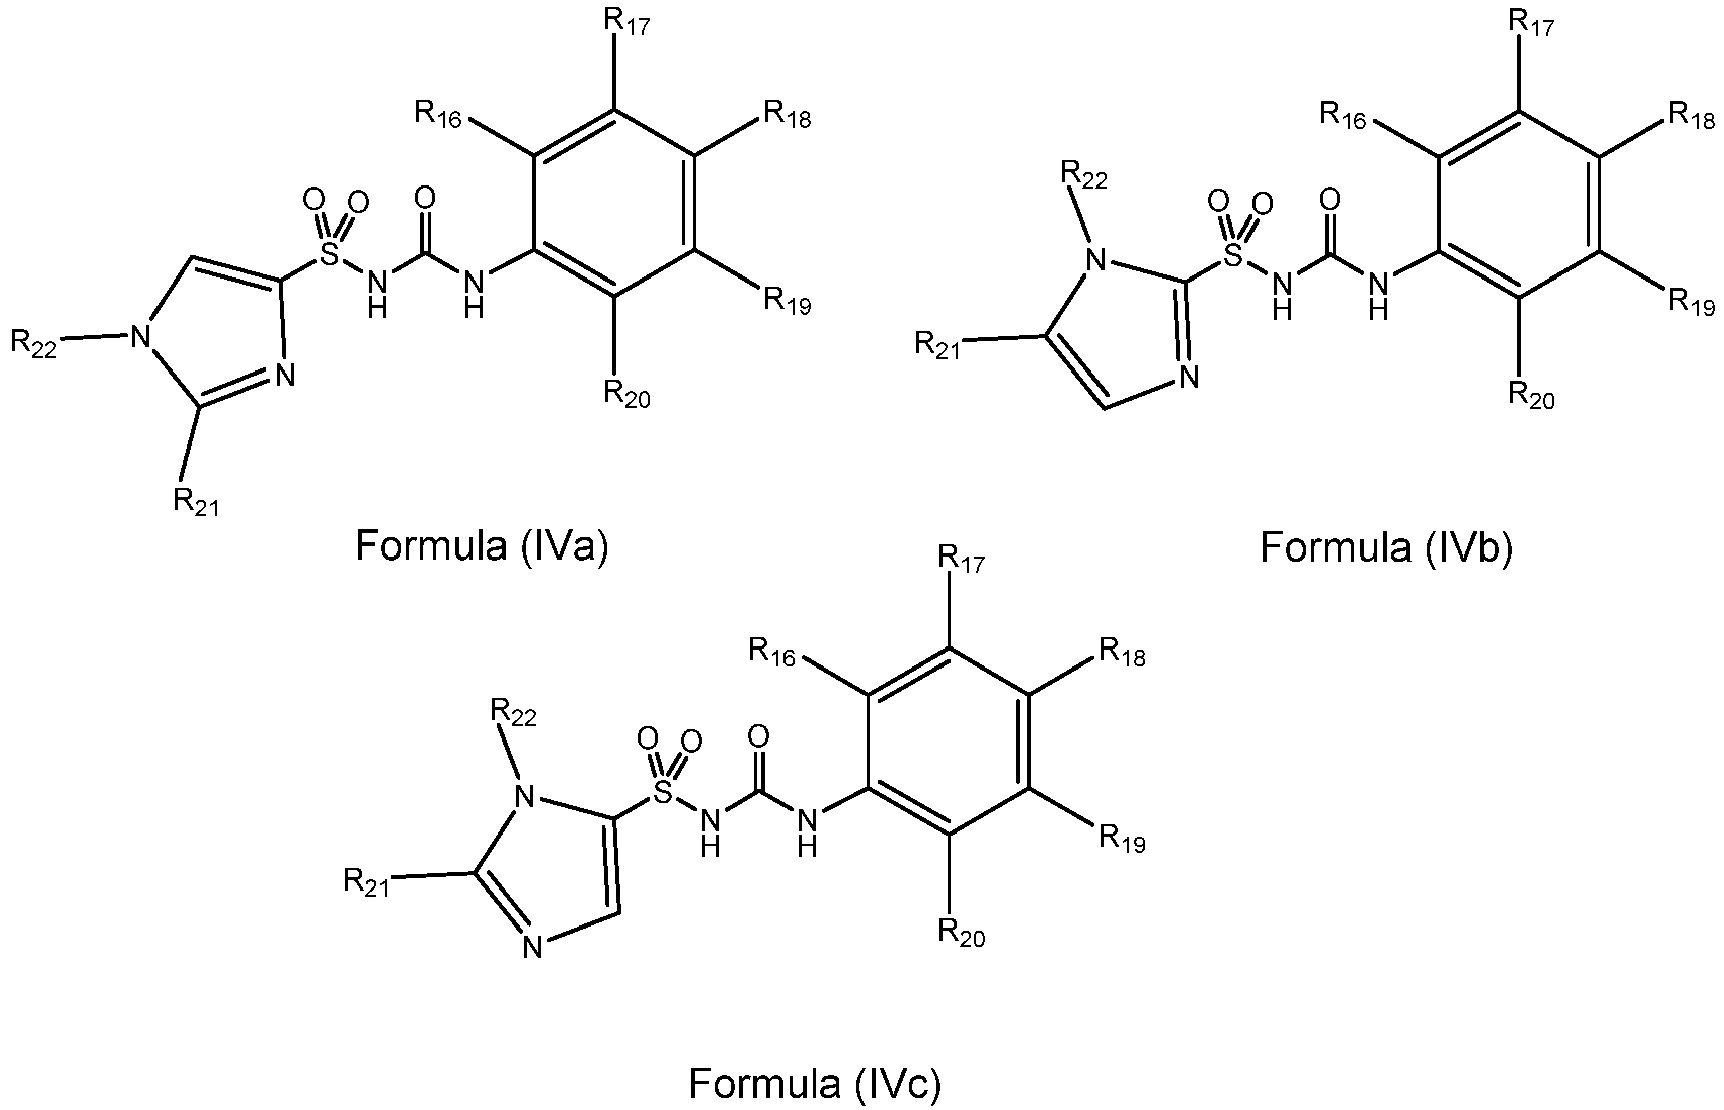 R17
R16
R18
O
O
O
S
N
H
N
H
R19
R22
N
N
R20
R21
Formula (IVa)
R17
R16
R18
R22
O
O
O
N
S
N
H
N
H
R19
R21
N
R20
Formula (IVb)
R17
R16
R18
R22
O
O
O
N
S
N
H
N
H
R19
R21
N
R20
Formula (IVc)